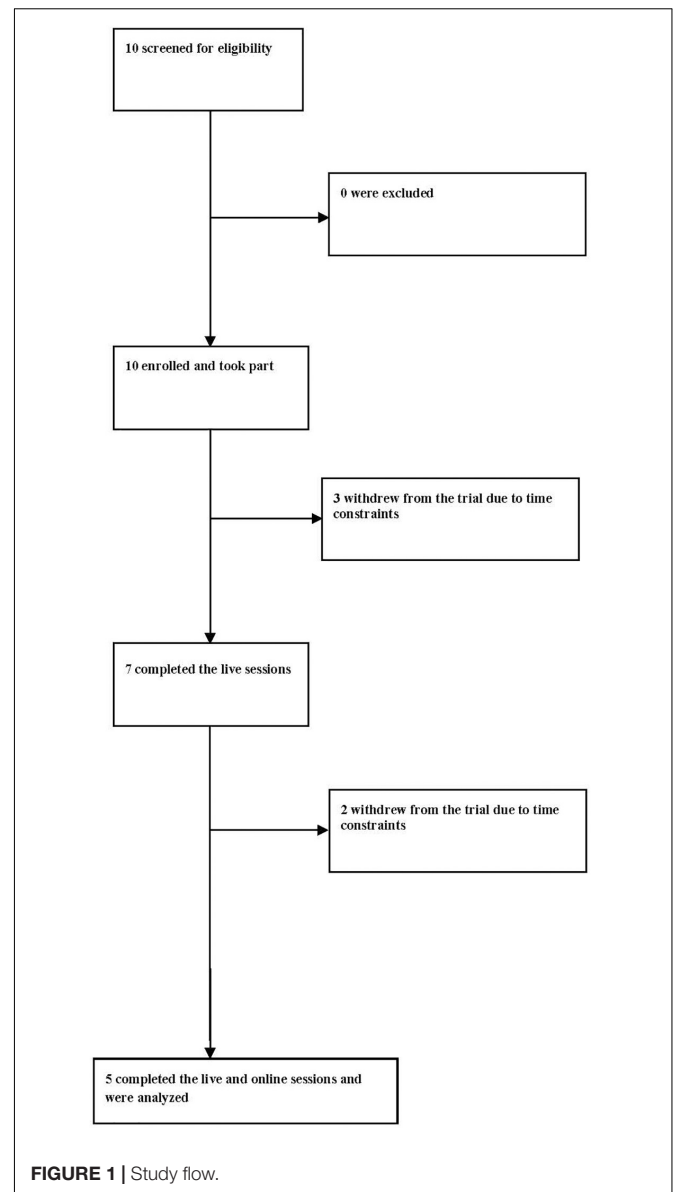 10 screened for eligibility
0 were excluded
10 enrolled and took part
3 withdrew from the trial due to time
constraints
7 completed the live sessions
2 withdrew from the trial due to time
constraints
5 completed the live and online sessions and
were analyzed
FIGURE 1 | Study flow.